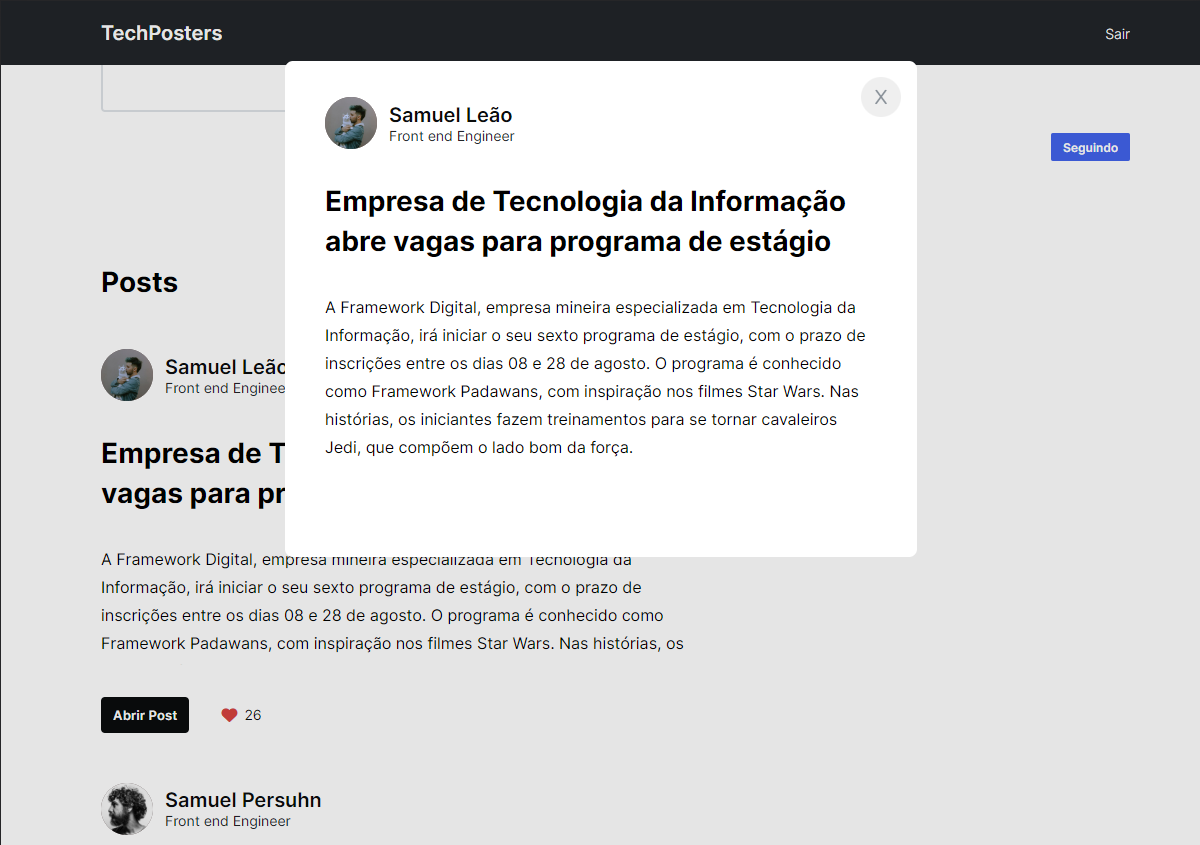 TechPosters
Sair
X
Samuel Leão
Front end Engineer
Seguindo
Empresa de Tecnologia da Informação
abre vagas para programa de estágio
A Framework Digital, empresa mineira especializada em Tecnologia da
Informação, irá iniciar o seu sexto programa de estágio, com o prazo de
inscrições entre os dias 08 e 28 de agosto. O programa é conhecido
como Framework Padawans, com inspiração nos filmes Star Wars. Nas
histórias, os iniciantes fazem treinamentos para se tornar cavaleiros
Jedi, que compõem o lado bom da força.
Posts
Samuel Leão
Front end Enginee
Empresa de T
vagas para pr
A Framework Digital, empresa mineira especializada em Tecnologia da
Informação, irá iniciar o seu sexto programa de estágio, com o prazo de
inscrições entre os dias 08 e 28 de agosto. O programa é conhecido como
Framework Padawans, com inspiração nos filmes Star Wars. Nas histórias, os
Abrir Post
26
Samuel Persuhn
Front end Engineer